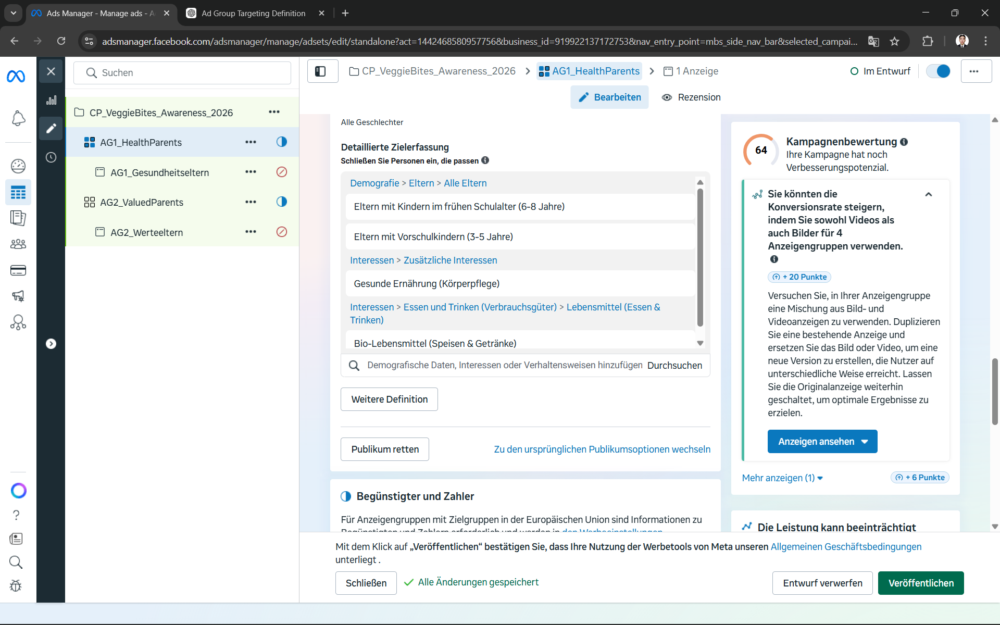 Ads Manager - Manage ads - A
Ad Group Targeting Definition
adsmanager.facebook.com/adsmanager/manage/adsets/edit/standalone?act=1442468580957756&business_id=919922137172753&nav_entry_point=mbs_side_nav_bar&selected_campai...
Suchen
CP_VeggieBites_Awareness_2026
AG1_HealthParents
AG1_Gesundheitseltern
AG2_ValuedParents
AG2_Werteeltern
CP_VeggieBites_Awareness_2026
AG1_HealthParents
1 Anzeige
Im Entwurf
Bearbeiten
Rezension
Alle Geschlechter
Detaillierte Zielerfassung
Schließen Sie Personen ein, die passen
Demografie > Eltern > Alle Eltern
Eltern mit Kindern im frühen Schulalter (6-8 Jahre)
Eltern mit Vorschulkindern (3-5 Jahre)
Interessen > Zusätzliche Interessen
Gesunde Ernährung (Körperpflege)
Interessen > Essen und Trinken (Verbrauchsgüter) > Lebensmittel (Essen &
Trinken)
Bio-Lebensmittel (Speisen & Getränke)
Demografische Daten, Interessen oder Verhaltensweisen hinzufügen
Durchsuchen
Weitere Definition
Publikum retten
Zu den ursprünglichen Publikumsoptionen wechseln
Begünstigter und Zahler
Für Anzeigengruppen mit Zielgruppen in der Europäischen Union sind Informationen zu
Begünstigten und Zahlern erforderlich und werden in den Werbeeinstellungen
64
Kampagnenbewertung
Ihre Kampagne hat noch
Verbesserungspotenzial.
Sie könnten die
Konversionsrate steigern,
indem Sie sowohl Videos als
auch Bilder für 4
Anzeigengruppen verwenden.
+ 20 Punkte
Versuchen Sie, in Ihrer Anzeigengruppe
eine Mischung aus Bild- und
Videoanzeigen zu verwenden. Duplizieren
Sie eine bestehende Anzeige und
ersetzen Sie das Bild oder Video, um eine
neue Version zu erstellen, die Nutzer auf
unterschiedliche Weise erreicht. Lassen
Sie die Originalanzeige weiterhin
geschaltet, um optimale Ergebnisse zu
erzielen.
Anzeigen ansehen
Mehr anzeigen (1)
+ 6 Punkte
Die Leistung kann beeinträchtigt
Mit dem Klick auf „Veröffentlichen“ bestätigen Sie, dass Ihre Nutzung der Werbetools von Meta unseren Allgemeinen Geschäftsbedingungen
unterliegt .
Schließen
Alle Änderungen gespeichert
Entwurf verwerfen
Veröffentlichen